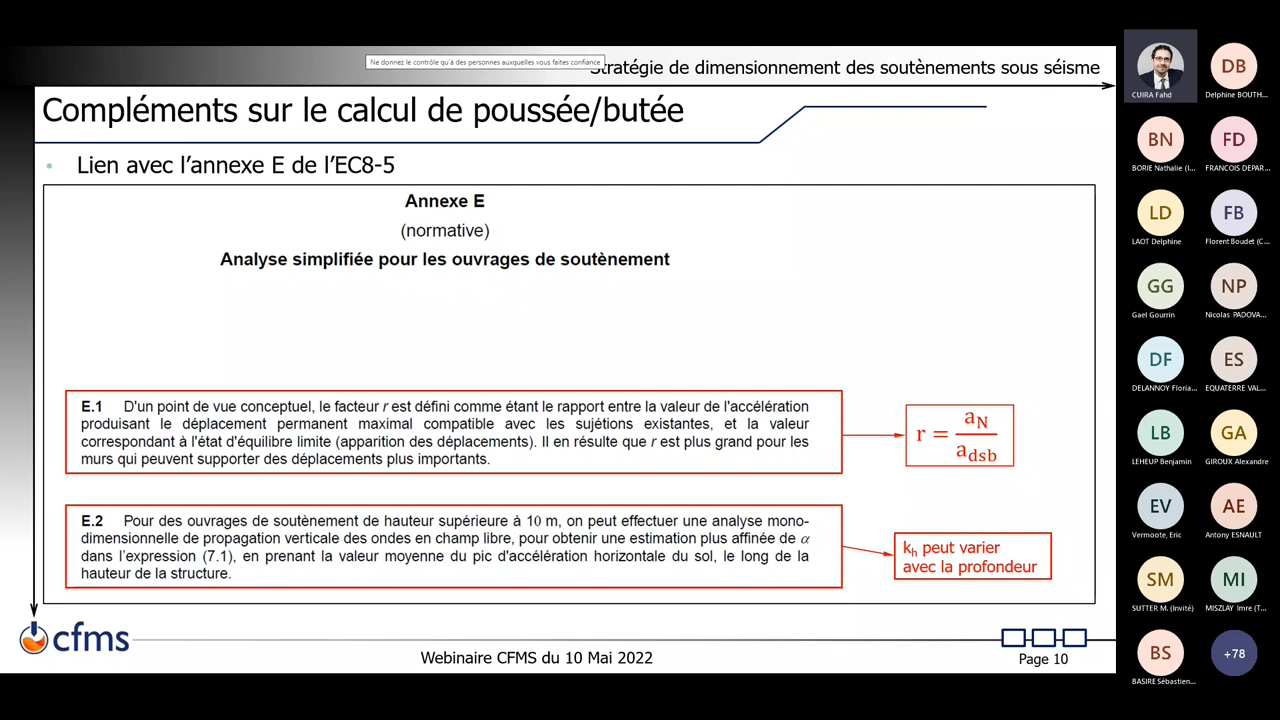 Ne donnez le contrôle qu'à des personnes auxquelles vous faites confiance
Stratégie de dimensionnement des soutènements sous séisme
Compléments sur le calcul de poussée/butée
• Lien avec l'annexe E de l'EC8-5
Annexe E
(normative)
Analyse simplifiée pour les ouvrages de soutènement
E.1 D'un point de vue conceptuel, le facteur r est défini comme étant le rapport entre la valeur de l'accélération
produisant le déplacement permanent maximal compatible avec les sujétions existantes, et la valeur
correspondant à l'état d'équilibre limite (apparition des déplacements). Il en résulte que r est plus grand pour les
murs qui peuvent supporter des déplacements plus importants.
r = aN / adsb
E.2 Pour des ouvrages de soutènement de hauteur supérieure à 10 m, on peut effectuer une analyse mono-
dimensionnelle de propagation verticale des ondes en champ libre, pour obtenir une estimation plus affinée de α
dans l'expression (7.1), en prenant la valeur moyenne du pic d'accélération horizontale du sol, le long de la
hauteur de la structure.
kh peut varier
avec la profondeur
cfms
Webinaire CFMS du 10 Mai 2022
Page 10
CUIRA Fahd
DB
Delphine BOUTH...
BN
BORIE Nathalie (I...
FD
FRANCOIS DEPAR...
LD
LAOT Delphine
FB
Florent Boudet (C...
GG
Gael Gourrin
NP
Nicolas PADOVA...
DF
DELANNOY Floria...
ES
EQUATERRE VAL...
LB
LEHEUP Benjamin
GA
GIROUX Alexandre
EV
Vermoote, Eric
AE
Antony ESNAULT
SM
SUTTER M. (Invité)
MI
MISZLAY Imre (T...
BS
BASIRE Sébastien...
+78